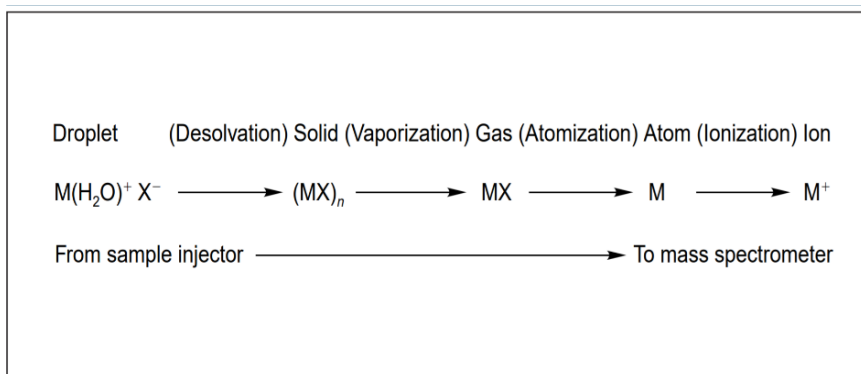 Droplet (Desolvation) Solid (Vaporization) Gas (Atomization) Atom (Ionization) Ion
M(H₂O)⁺ X⁻ → (MX)ₙ → MX → M → M⁺
From sample injector → To mass spectrometer